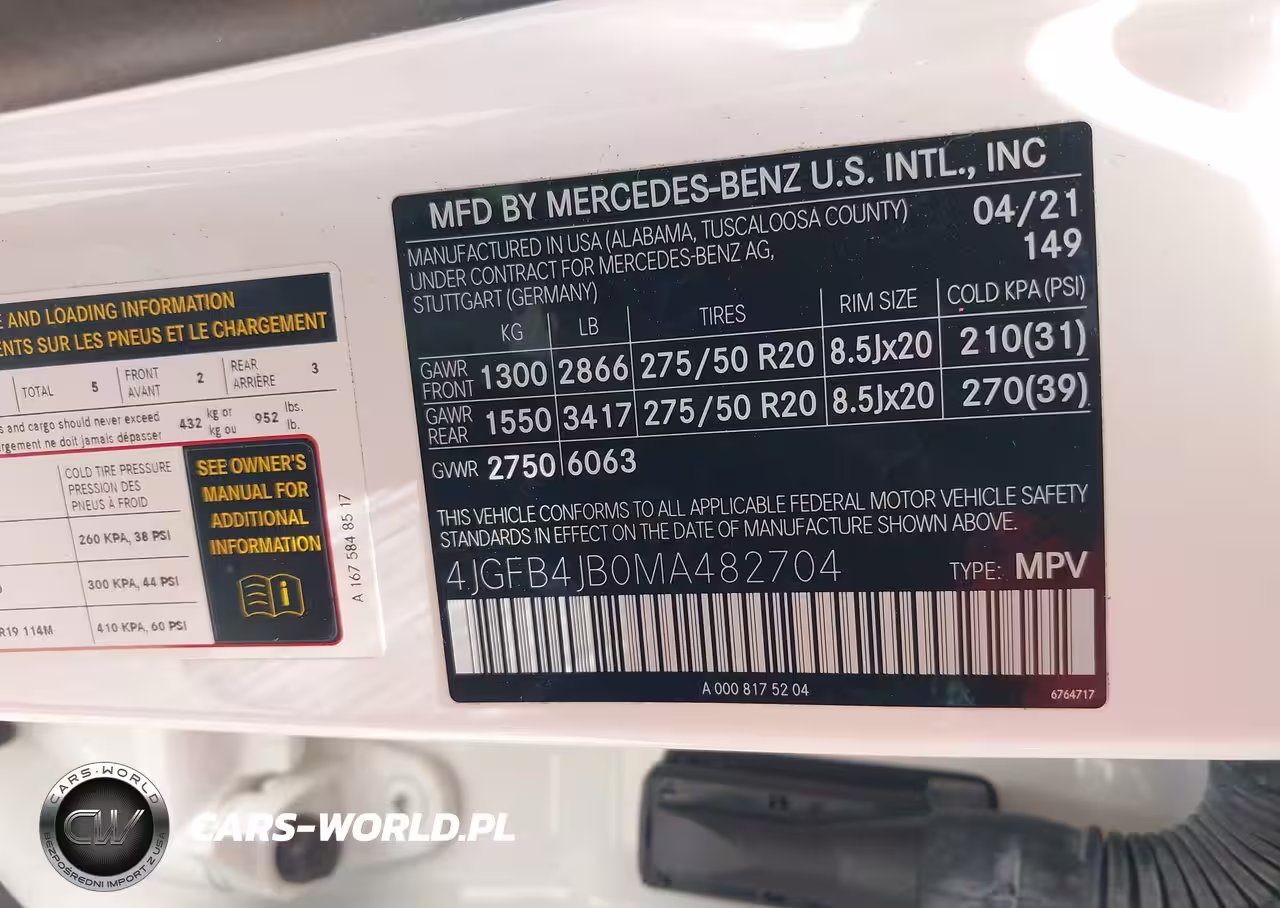 E AND LOADING INFORMATION
ENTS SUR LES PNEUS ET LE CHARGEMENT
TOTAL 5 FRONT AVANT 2 REAR ARRIÈRE 3
s and cargo should never exceed 432 kg or 952 lbs.
rgement ne doit jamais dépasser kg ou lb.
COLD TIRE PRESSURE
PRESSION DES
PNEUS À FROID
260 KPA, 38 PSI
300 KPA, 44 PSI
R19 114M 410 KPA, 60 PSI
SEE OWNER'S
MANUAL FOR
ADDITIONAL
INFORMATION
i
A 167 584 85 17
MFD BY MERCEDES-BENZ U.S. INTL., INC
MANUFACTURED IN USA (ALABAMA, TUSCALOOSA COUNTY) 04/21
UNDER CONTRACT FOR MERCEDES-BENZ AG, 149
STUTTGART (GERMANY)
KG LB TIRES RIM SIZE COLD KPA (PSI)
GAWR FRONT 1300 2866 275/50 R20 8.5Jx20 210(31)
GAWR REAR 1550 3417 275/50 R20 8.5Jx20 270(39)
GVWR 2750 6063
THIS VEHICLE CONFORMS TO ALL APPLICABLE FEDERAL MOTOR VEHICLE SAFETY
STANDARDS IN EFFECT ON THE DATE OF MANUFACTURE SHOWN ABOVE.
4JGFB4JB0MA482704 TYPE: MPV
A 000 817 52 04 6764717
CARS-WORLD
CW
BEZPOŚREDNI IMPORT Z USA
CARS-WORLD.PL